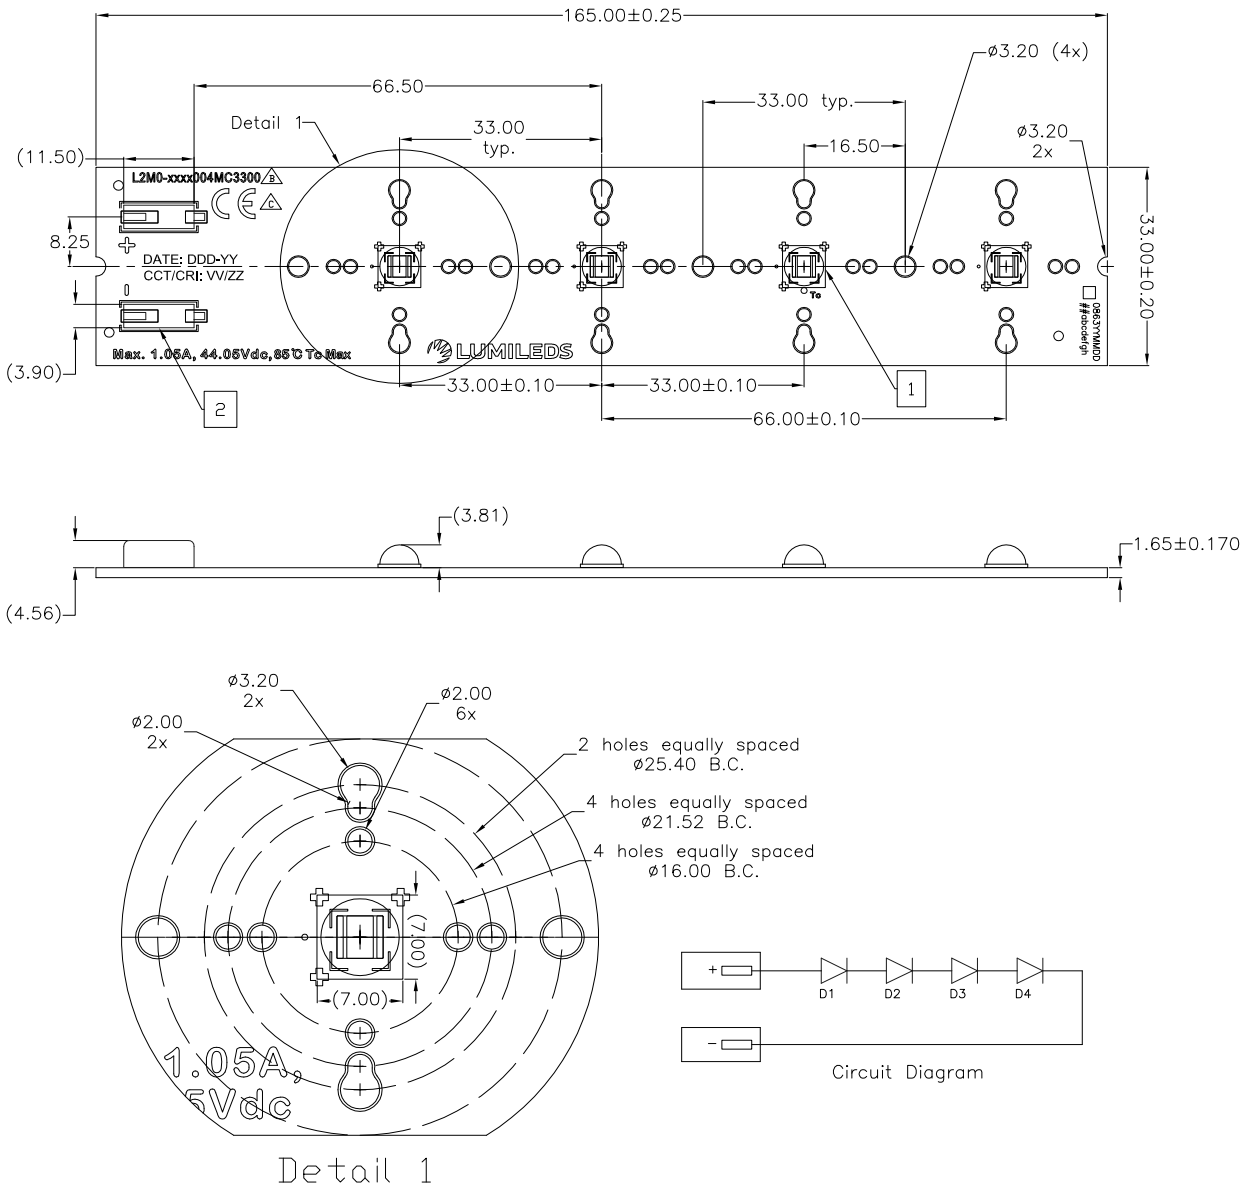 165.00±0.25
ø3.20 (4x)
66.50
33.00 typ.
Detail 1
33.00
typ.
ø3.20
2x
(11.50)
16.50
L2M0-xxxx004MC3300
B
CE
C
8.25
+
DATE: DDD-YY
CCT/CRI: VV/ZZ
33.00±0.20
-
Tc
0863YYMMDD
##abcdefgh
Max. 1.05A, 44.05Vdc,85℃ Tc Max
LUMILEDS
(3.90)
33.00±0.10
33.00±0.10
1
2
66.00±0.10
(3.81)
1.65±0.170
(4.56)
ø3.20
2x
ø2.00
6x
ø2.00
2x
2 holes equally spaced
ø25.40 B.C.
4 holes equally spaced
ø21.52 B.C.
4 holes equally spaced
ø16.00 B.C.
(7.00)
(7.00)
+
D1
D2
D3
D4
-
1.05A,
5Vdc
Circuit Diagram
Detail 1